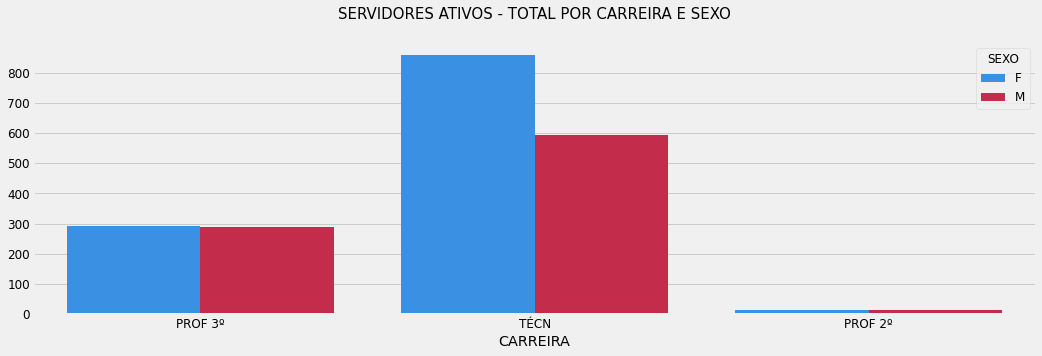 SERVIDORES ATIVOS - TOTAL POR CARREIRA E SEXO
SEXO
F
M
800
700
600
500
400
300
200
100
0
PROF 3º
TÉCN
PROF 2º
CARREIRA